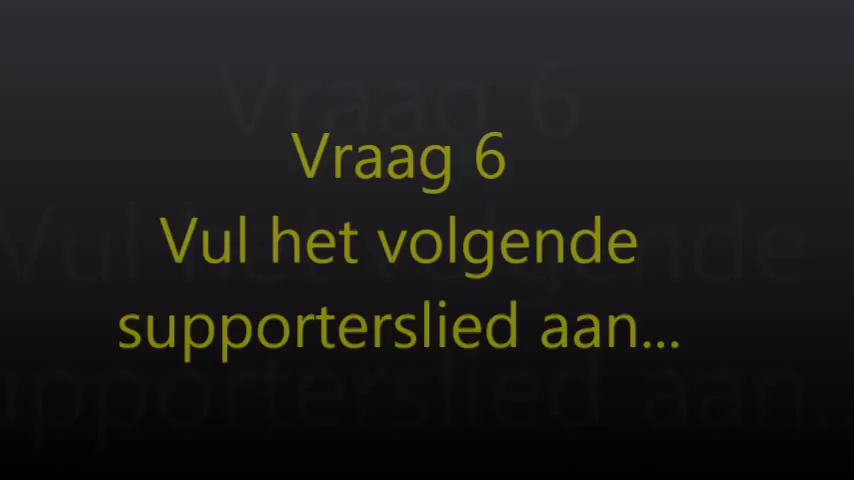 Vraag 6
Vul het volgende
supporterslied aan...